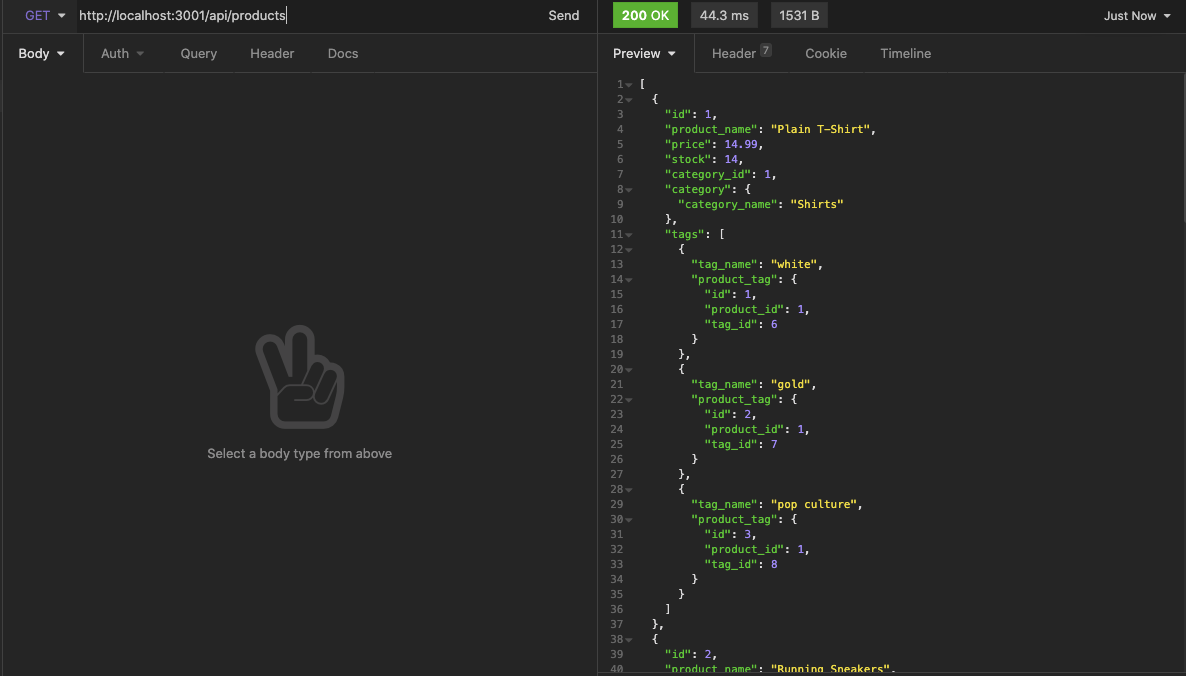 GET http://localhost:3001/api/products Send
200 OK 44.3 ms 1531 B Just Now
Body Auth Query Header Docs
Preview Header 7 Cookie Timeline
Select a body type from above
1 [
2 {
3 "id": 1,
4 "product_name": "Plain T-Shirt",
5 "price": 14.99,
6 "stock": 14,
7 "category_id": 1,
8 "category": {
9 "category_name": "Shirts"
10 },
11 "tags": [
12 {
13 "tag_name": "white",
14 "product_tag": {
15 "id": 1,
16 "product_id": 1,
17 "tag_id": 6
18 }
19 },
20 {
21 "tag_name": "gold",
22 "product_tag": {
23 "id": 2,
24 "product_id": 1,
25 "tag_id": 7
26 }
27 },
28 {
29 "tag_name": "pop culture",
30 "product_tag": {
31 "id": 3,
32 "product_id": 1,
33 "tag_id": 8
34 }
35 }
36 ]
37 },
38 {
39 "id": 2,
40 "product_name": "Running Sneakers",